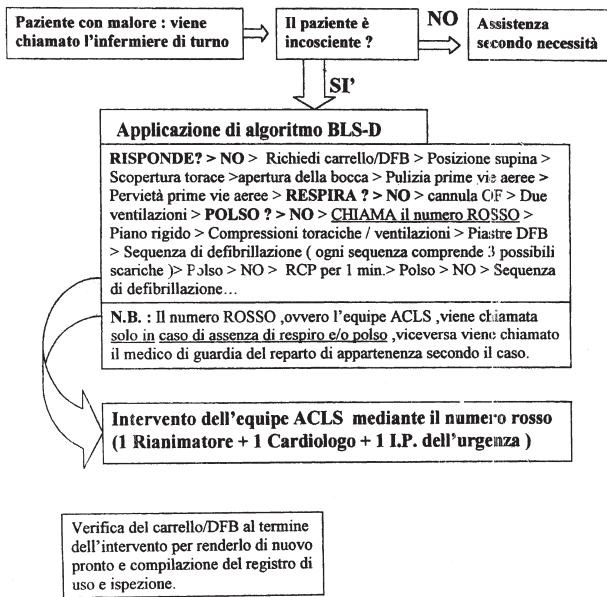 Paziente con malore : viene
chiamato l'infermiere di turno
Il paziente è
incosciente ?
NO
Assistenza
secondo necessità
SI'
Applicazione di algoritmo BLS-D
RISPONDE? > NO > Richiedi carrello/DFB > Posizione supina >
Scopertura torace >apertura della bocca > Pulizia prime vie aeree >
Pervietà prime vie aeree > RESPIRA ? > NO > cannula OF > Due
ventilazioni > POLSO ? > NO > CHIAMA il numero ROSSO >
Piano rigido > Compressioni toraciche / ventilazioni > Piastre DFB
> Sequenza di defibrillazione ( ogni sequenza comprende 3 possibili
scariche )> Polso > NO > RCP per 1 min.> Polso > NO > Sequenza
di defibrillazione...
N.B. : Il numero ROSSO ,ovvero l'equipe ACLS ,viene chiamata
solo in caso di assenza di respiro e/o polso ,viceversa viene chiamato
il medico di guardia del reparto di appartenenza secondo il caso.
Intervento dell'equipe ACLS mediante il numero rosso
(1 Rianimatore + 1 Cardiologo + 1 I.P. dell'urgenza )
Verifica del carrello/DFB al termine
dell'intervento per renderlo di nuovo
pronto e compilazione del registro di
uso e ispezione.